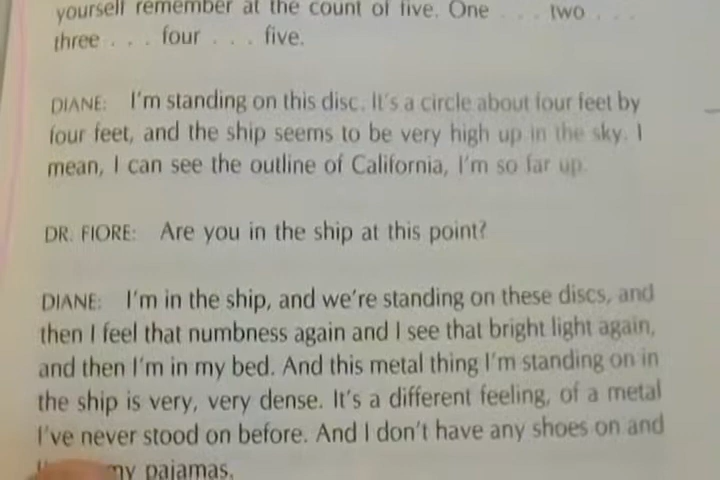 yourself remember at the count of five. One . . . two . . .
three . . . four . . . five.
DIANE: I'm standing on this disc. It's a circle about four feet by
four feet, and the ship seems to be very high up in the sky. I
mean, I can see the outline of California, I'm so far up.
DR. FIORE: Are you in the ship at this point?
DIANE: I'm in the ship, and we're standing on these discs, and
then I feel that numbness again and I see that bright light again,
and then I'm in my bed. And this metal thing I'm standing on in
the ship is very, very dense. It's a different feeling, of a metal
I've never stood on before. And I don't have any shoes on and
my pajamas.